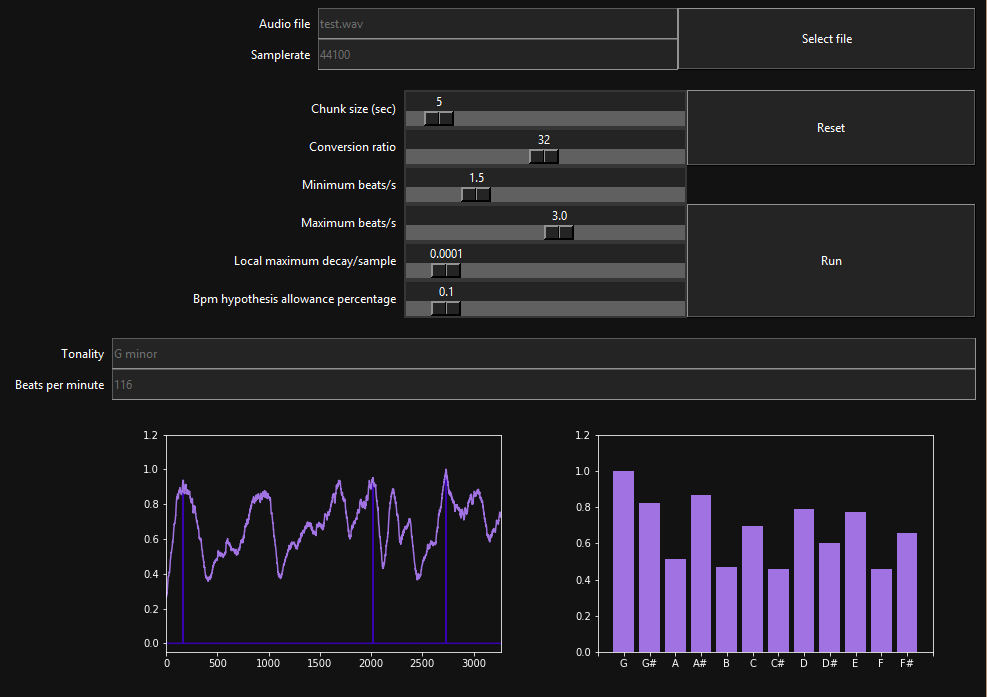 Audio file test.wav Select file
Samplerate 44100
Chunk size (sec) 5 Reset
Conversion ratio 32
Minimum beats/s 1.5
Maximum beats/s 3.0 Run
Local maximum decay/sample 0.0001
Bpm hypothesis allowance percentage 0.1
Tonality G minor
Beats per minute 116
1.2
1.0
0.8
0.6
0.4
0.2
0.0
0 500 1000 1500 2000 2500 3000
1.2
1.0
0.8
0.6
0.4
0.2
0.0
G G# A A# B C C# D D# E F F#